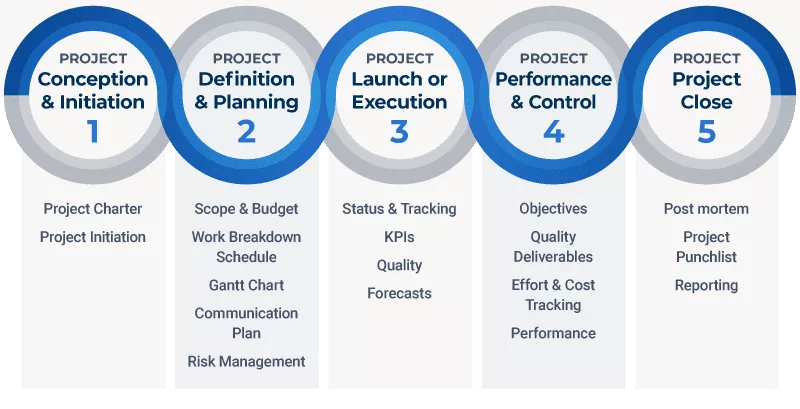 PROJECT
Conception
& Initiation
1
Project Charter
Project Initiation
PROJECT
Definition
& Planning
2
Scope & Budget
Work Breakdown
Schedule
Gantt Chart
Communication
Plan
Risk Management
PROJECT
Launch or
Execution
3
Status & Tracking
KPIs
Quality
Forecasts
PROJECT
Performance
& Control
4
Objectives
Quality
Deliverables
Effort & Cost
Tracking
Performance
PROJECT
Project
Close
5
Post mortem
Project
Punchlist
Reporting